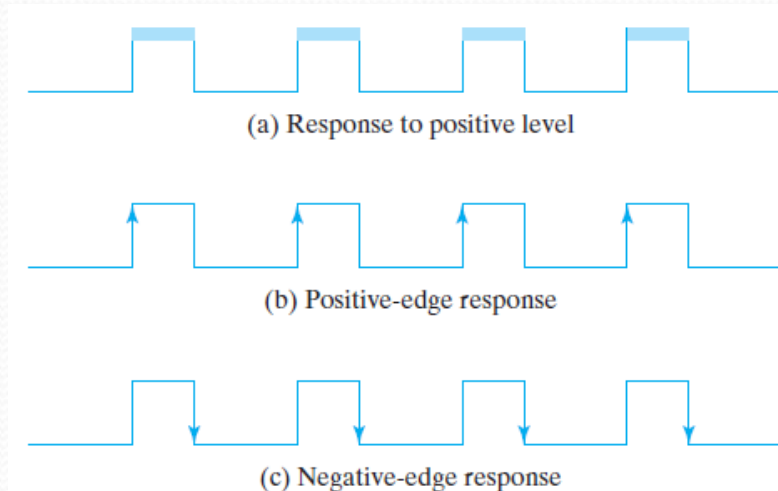 (a) Response to positive level
(b) Positive-edge response
(c) Negative-edge response